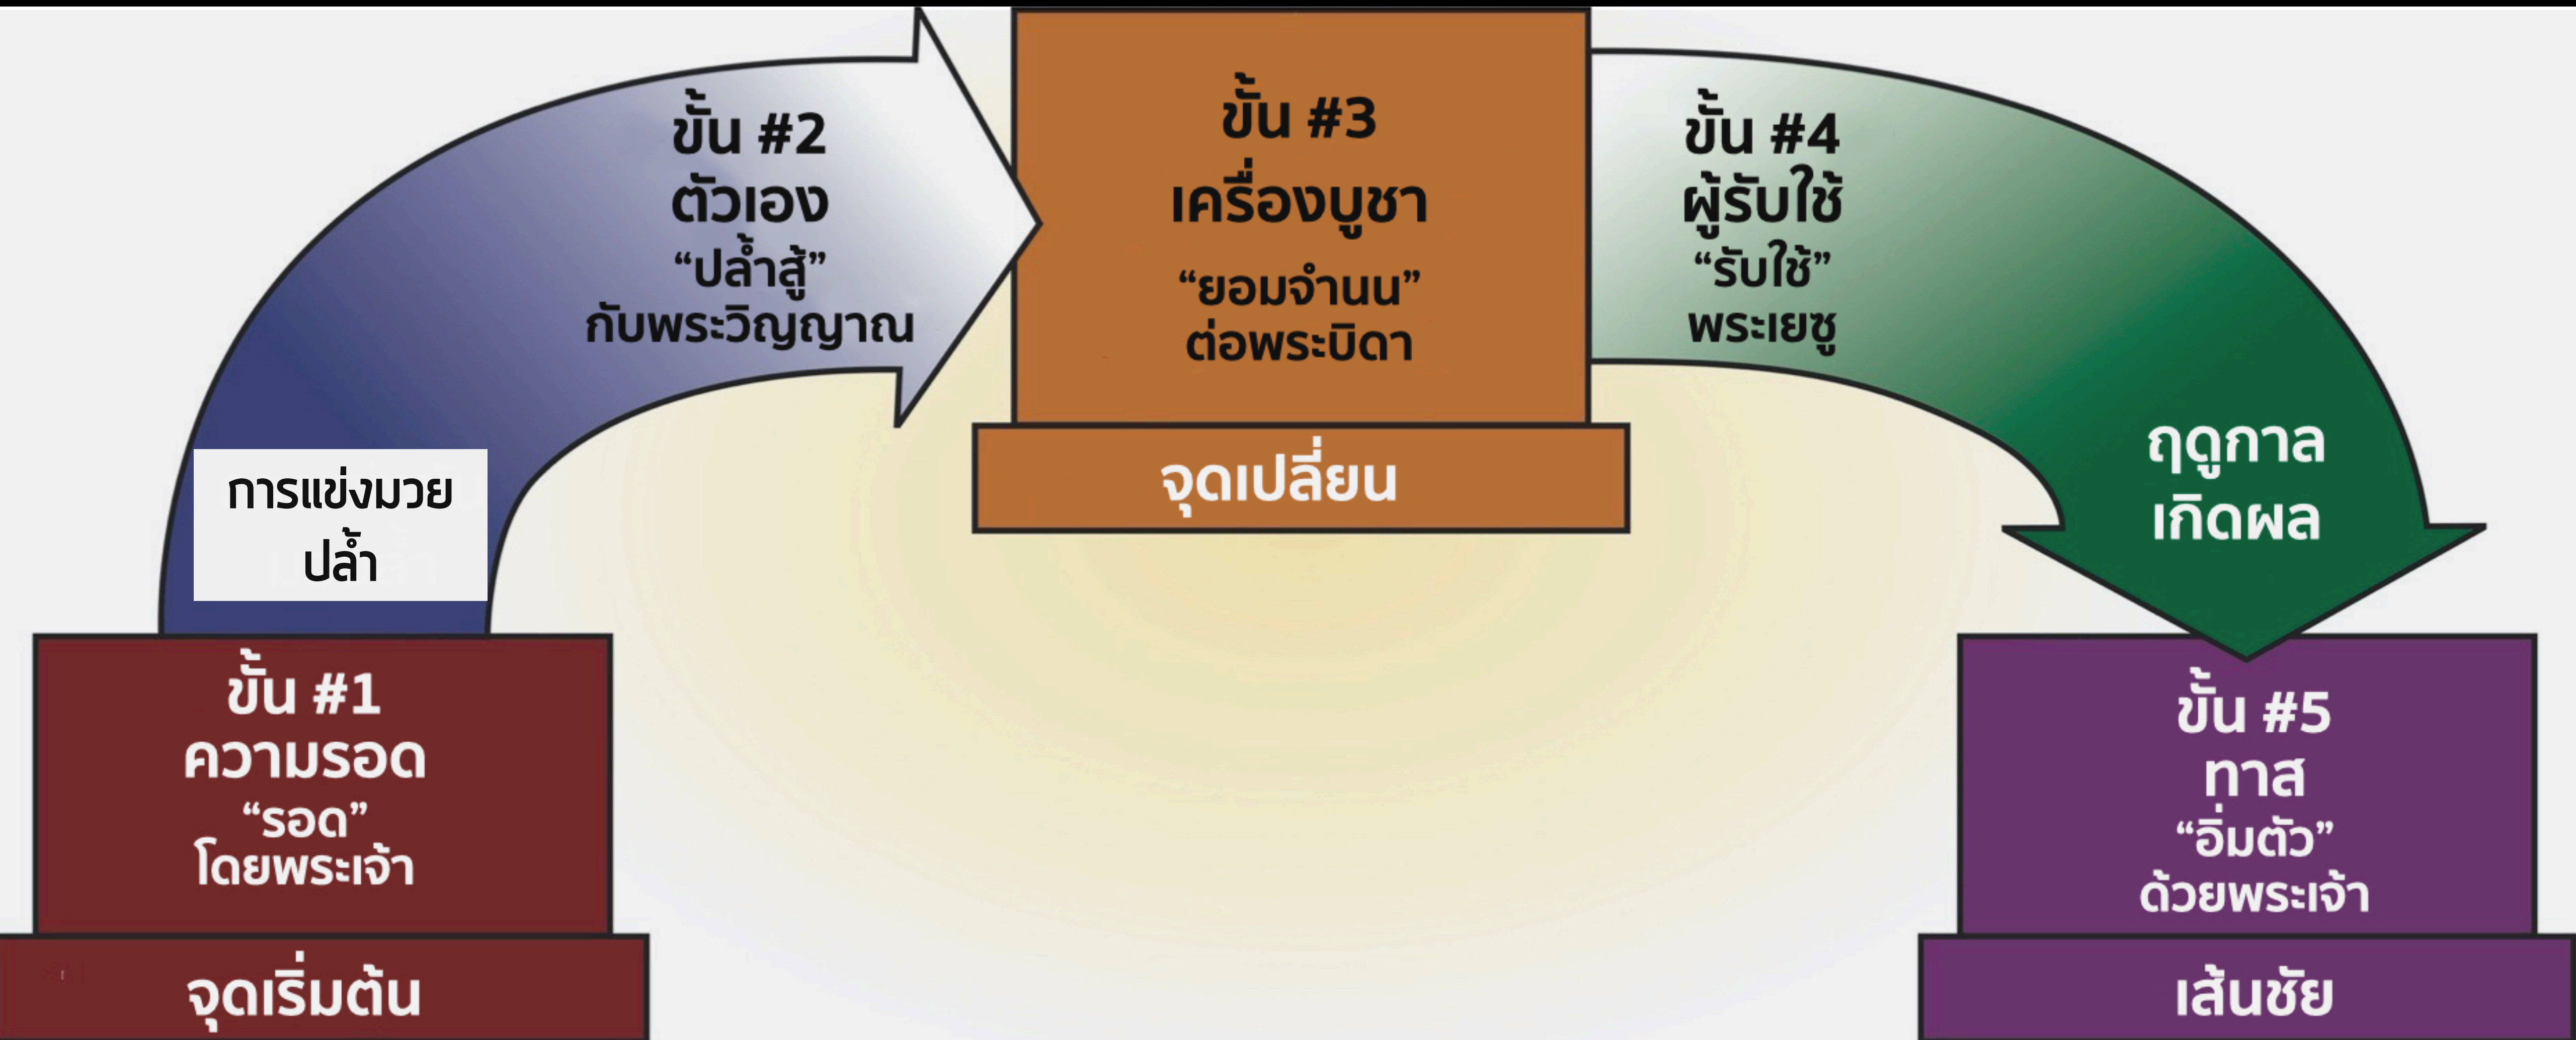 ขั้น #1
ความรอด
“รอด”
โดยพระเจ้า
จุดเริ่มต้น
การแข่งมวย
ปล้ำ
ขั้น #2
ตัวเอง
“ปล้ำสู้”
กับพระวิญญาณ
ขั้น #3
เครื่องบูชา
“ยอมจำนน”
ต่อพระบิดา
จุดเปลี่ยน
ขั้น #4
ผู้รับใช้
“รับใช้”
พระเยซู
ฤดูกาล
เกิดผล
ขั้น #5
ทาส
“อิ่มตัว”
ด้วยพระเจ้า
เส้นชัย